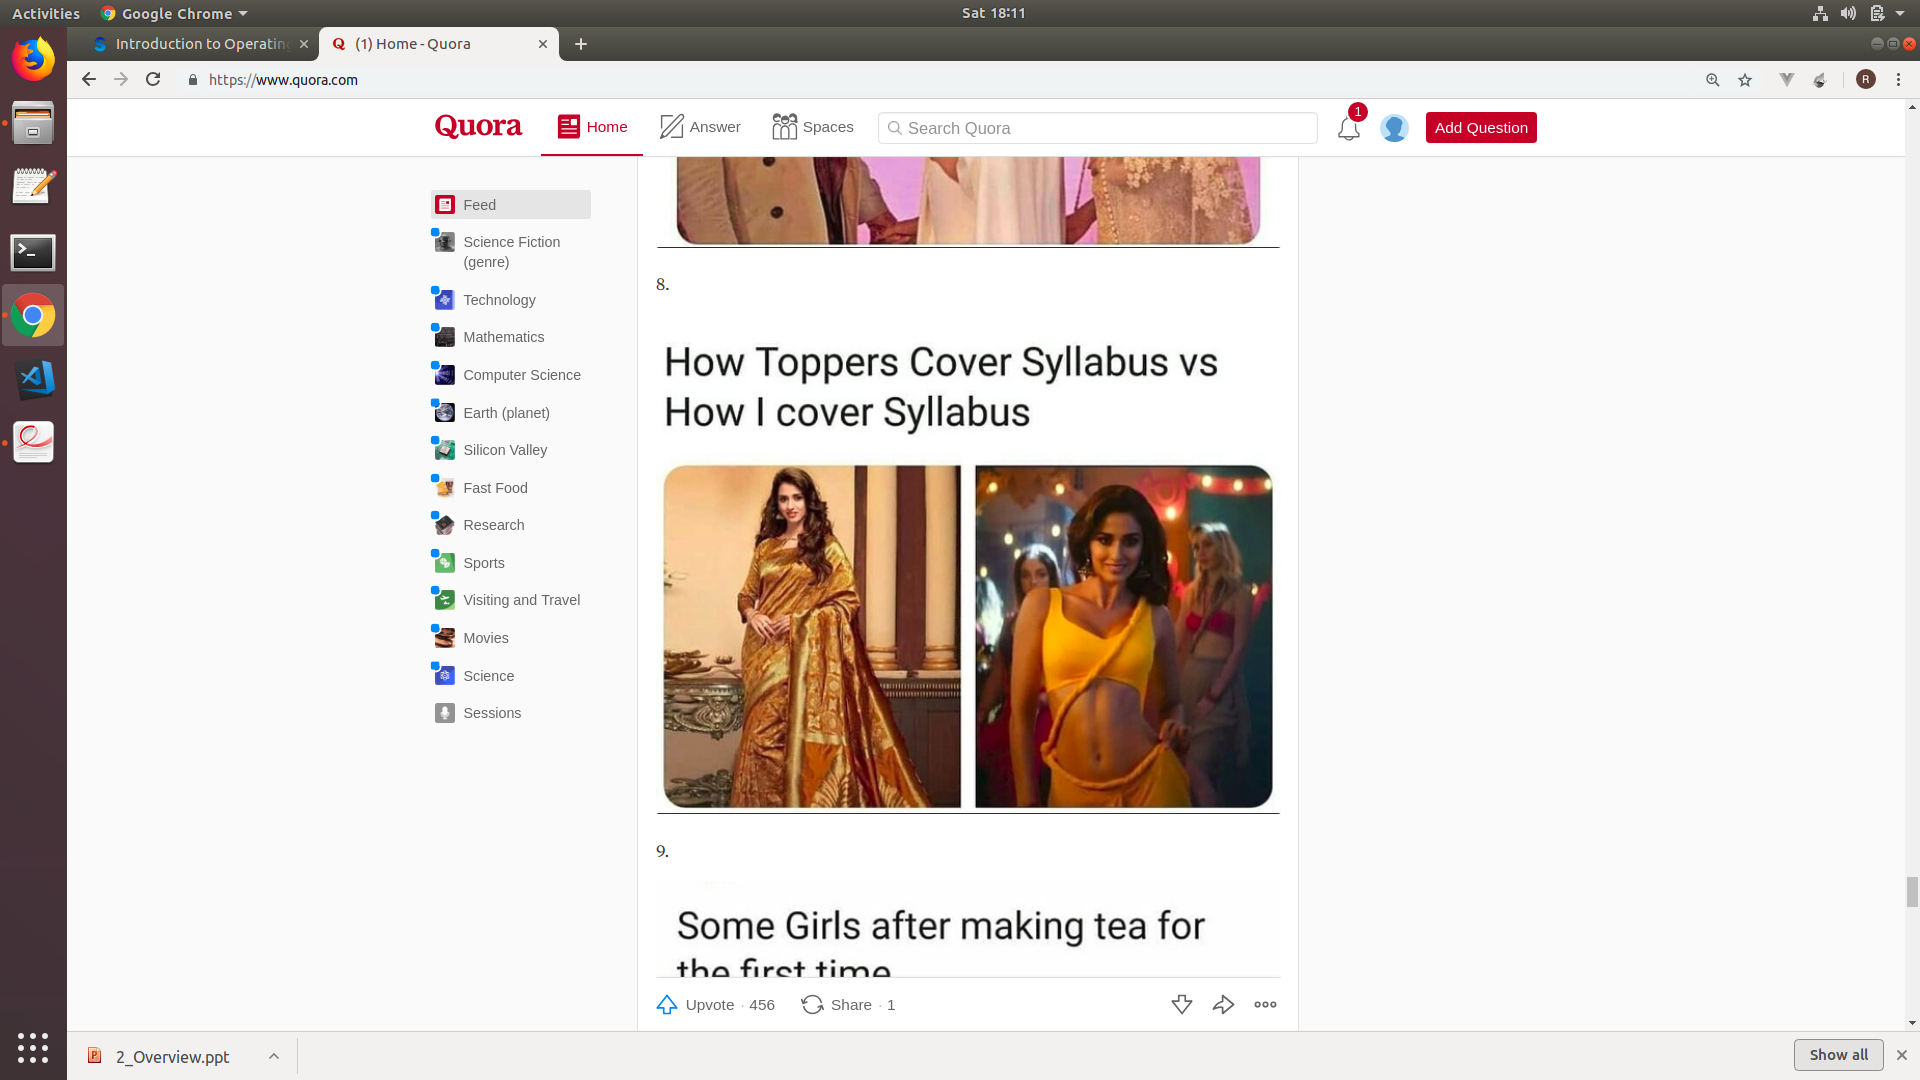 Activities
Google Chrome
Sat 18:11
Introduction to Operatin
(1) Home - Quora
https://www.quora.com
R
Quora
Home
Answer
Spaces
Search Quora
1
Add Question
Feed
Science Fiction
(genre)
Technology
Mathematics
Computer Science
Earth (planet)
Silicon Valley
Fast Food
Research
Sports
Visiting and Travel
Movies
Science
Sessions
8.
How Toppers Cover Syllabus vs
How I cover Syllabus
9.
Some Girls after making tea for
the first time
Upvote · 456
Share · 1
2_Overview.ppt
Show all